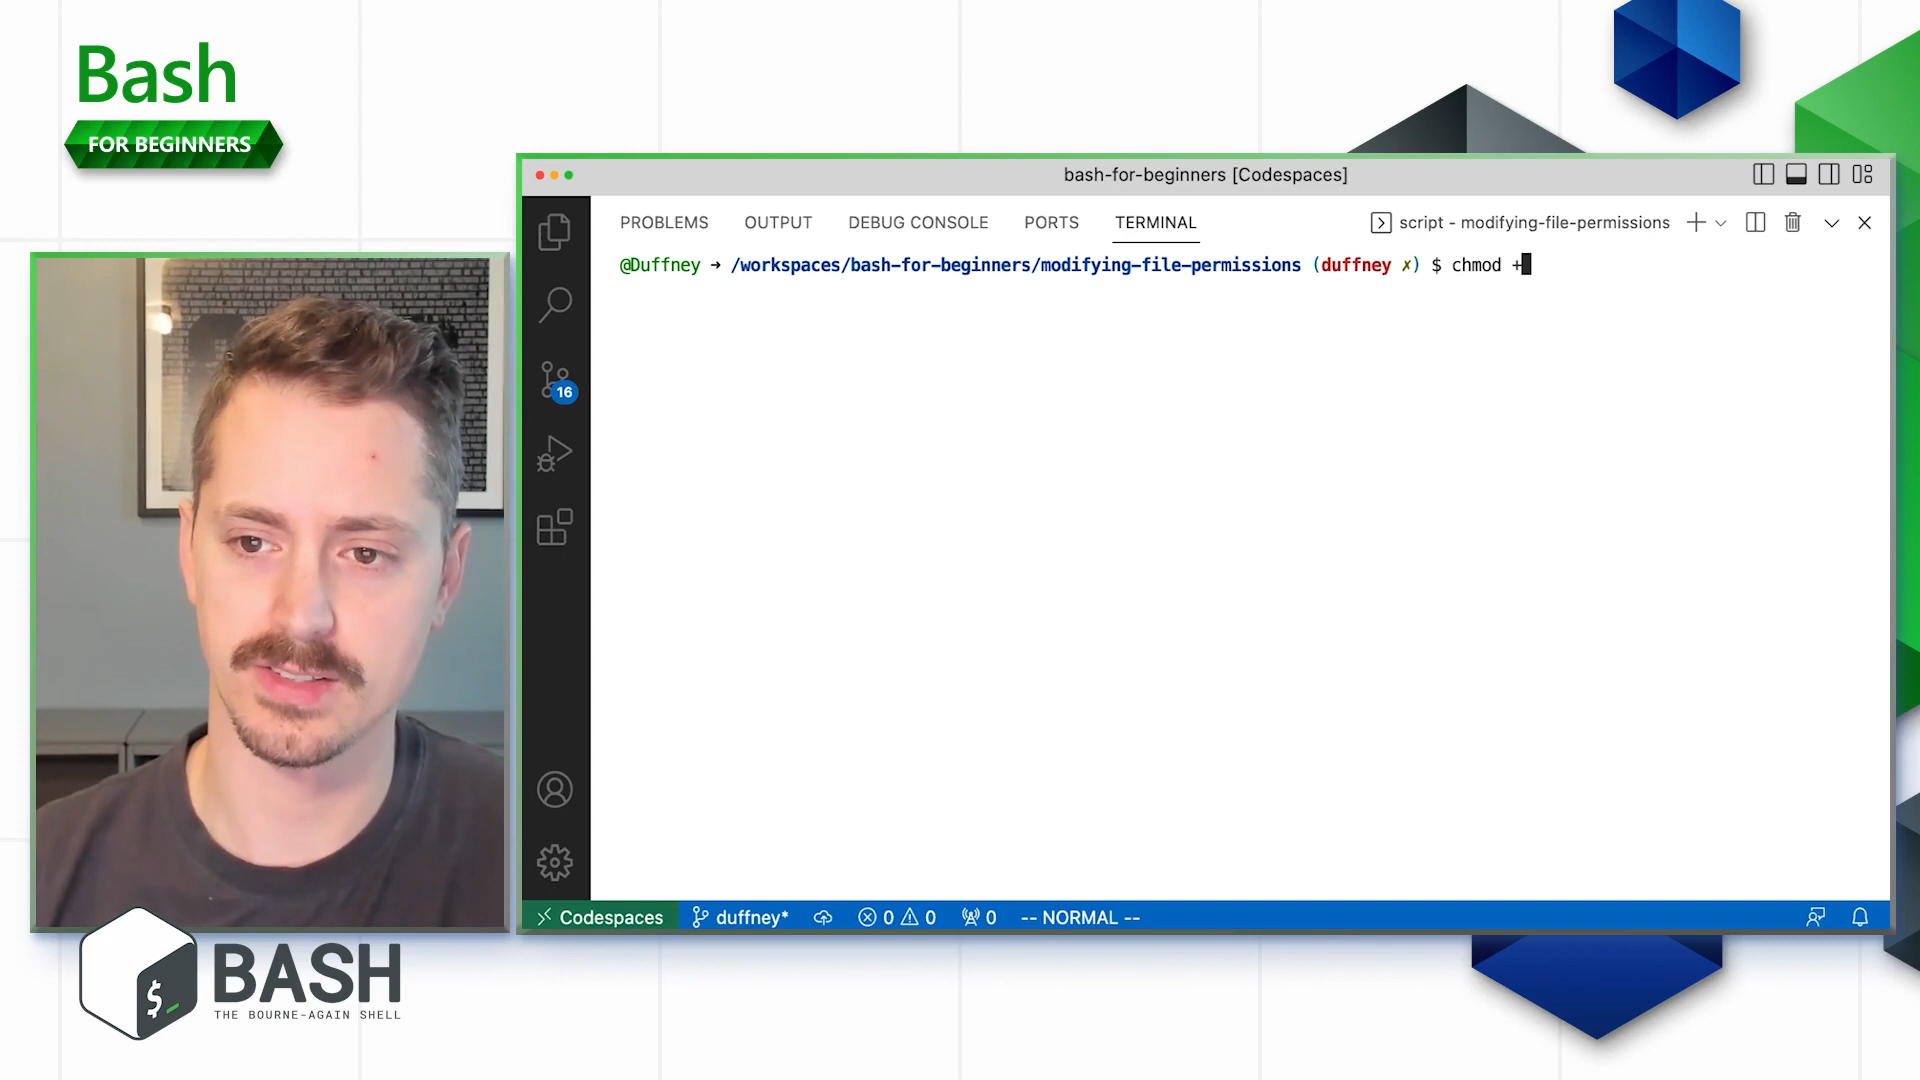 Bash
FOR BEGINNERS
bash-for-beginners [Codespaces]
PROBLEMS OUTPUT DEBUG CONSOLE PORTS TERMINAL script - modifying-file-permissions
@Duffney → /workspaces/bash-for-beginners/modifying-file-permissions (duffney ✗) $ chmod +
16
Codespaces duffney* 0 0 0 -- NORMAL --
$_
BASH
THE BOURNE-AGAIN SHELL